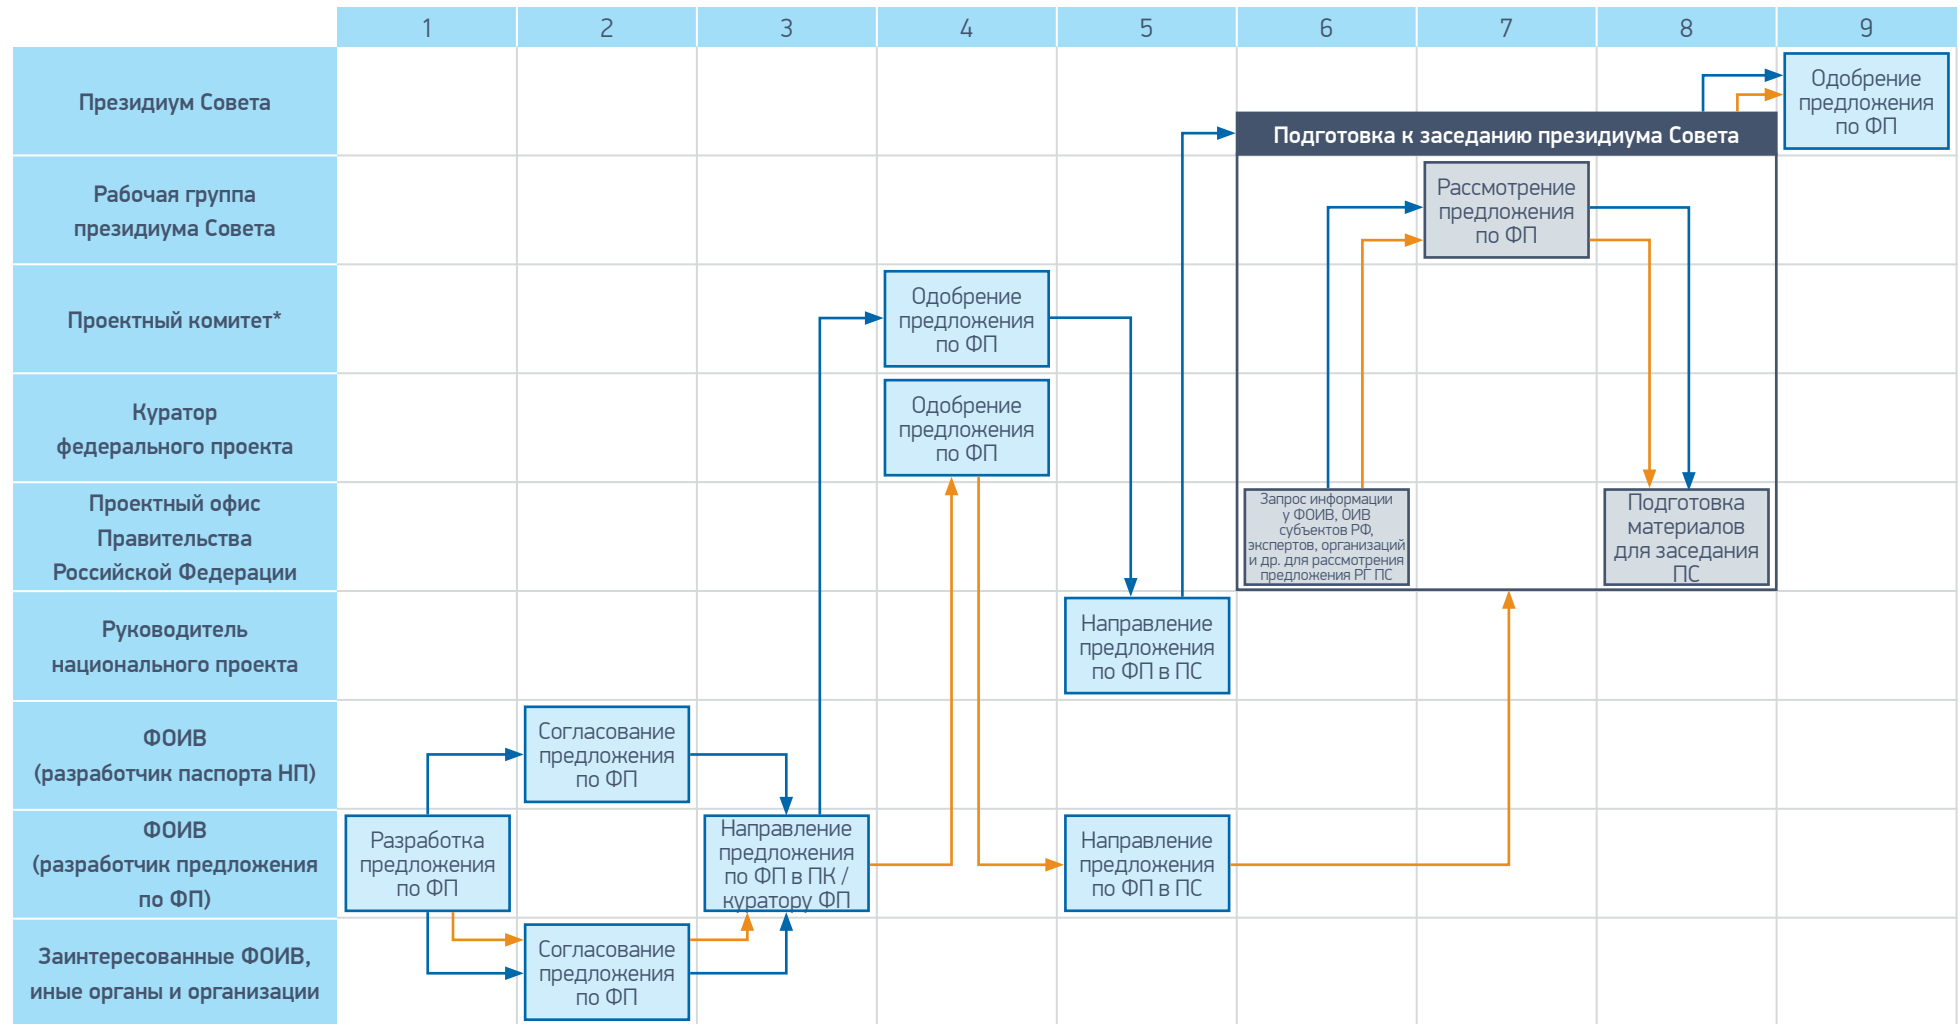 1 2 3 4 5 6 7 8 9
Президиум Совета
Одобрение
предложения
по ФП
Подготовка к заседанию президиума Совета
Рабочая группа
президиума Совета
Рассмотрение
предложения
по ФП
Проектный комитет*
Одобрение
предложения
по ФП
Куратор
федерального проекта
Одобрение
предложения
по ФП
Проектный офис
Правительства
Российской Федерации
Запрос информации
у ФОИВ, ОИВ
субъектов РФ,
экспертов, организаций
и др. для рассмотрения
предложения РГ ПС
Подготовка
материалов
для заседания
ПС
Руководитель
национального проекта
Направление
предложения
по ФП в ПС
ФОИВ
(разработчик паспорта НП)
Согласование
предложения
по ФП
ФОИВ
(разработчик предложения
по ФП)
Разработка
предложения
по ФП
Направление
предложения
по ФП в ПК /
куратору ФП
Направление
предложения
по ФП в ПС
Заинтересованные ФОИВ,
иные органы и организации
Согласование
предложения
по ФП